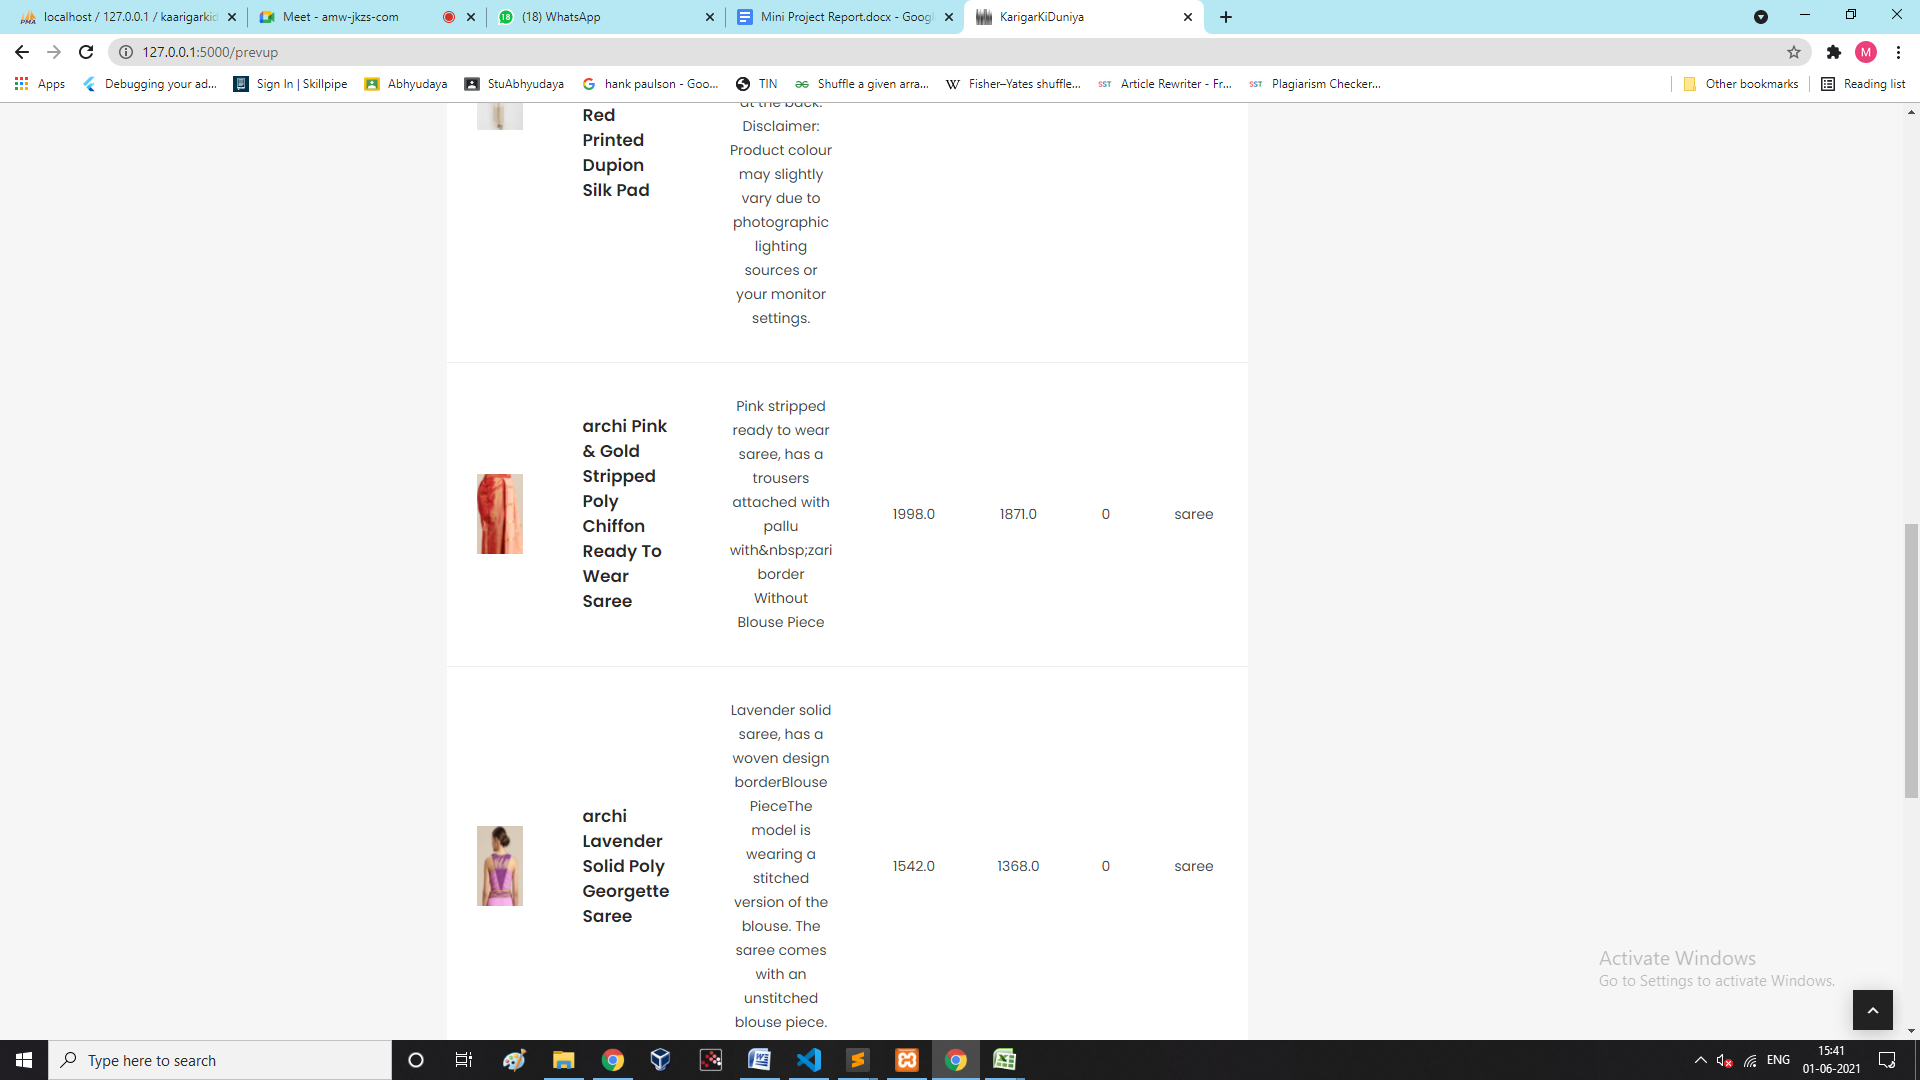 localhost / 127.0.0.1 / kaarigarkid
Meet - amw-jkzs-com
(18) WhatsApp
Mini Project Report.docx - Googl
KarigarKiDuniya
127.0.0.1:5000/prevup
M
Apps
Debugging your ad...
Sign In | Skillpipe
Abhyudaya
StuAbhyudaya
hank paulson - Goo...
TIN
Shuffle a given arra...
Fisher–Yates shuffle...
Article Rewriter - Fr...
Plagiarism Checker...
Other bookmarks
Reading list
Red
Printed
Dupion
Silk Pad
at the back.
Disclaimer:
Product colour
may slightly
vary due to
photographic
lighting
sources or
your monitor
settings.
archi Pink
& Gold
Stripped
Poly
Chiffon
Ready To
Wear
Saree
Pink stripped
ready to wear
saree, has a
trousers
attached with
pallu
with&nbsp;zari
border
Without
Blouse Piece
1998.0
1871.0
0
saree
archi
Lavender
Solid Poly
Georgette
Saree
Lavender solid
saree, has a
woven design
borderBlouse
PieceThe
model is
wearing a
stitched
version of the
blouse. The
saree comes
with an
unstitched
blouse piece.
1542.0
1368.0
0
saree
Activate Windows
Go to Settings to activate Windows.
Type here to search
ENG
15:41
01-06-2021